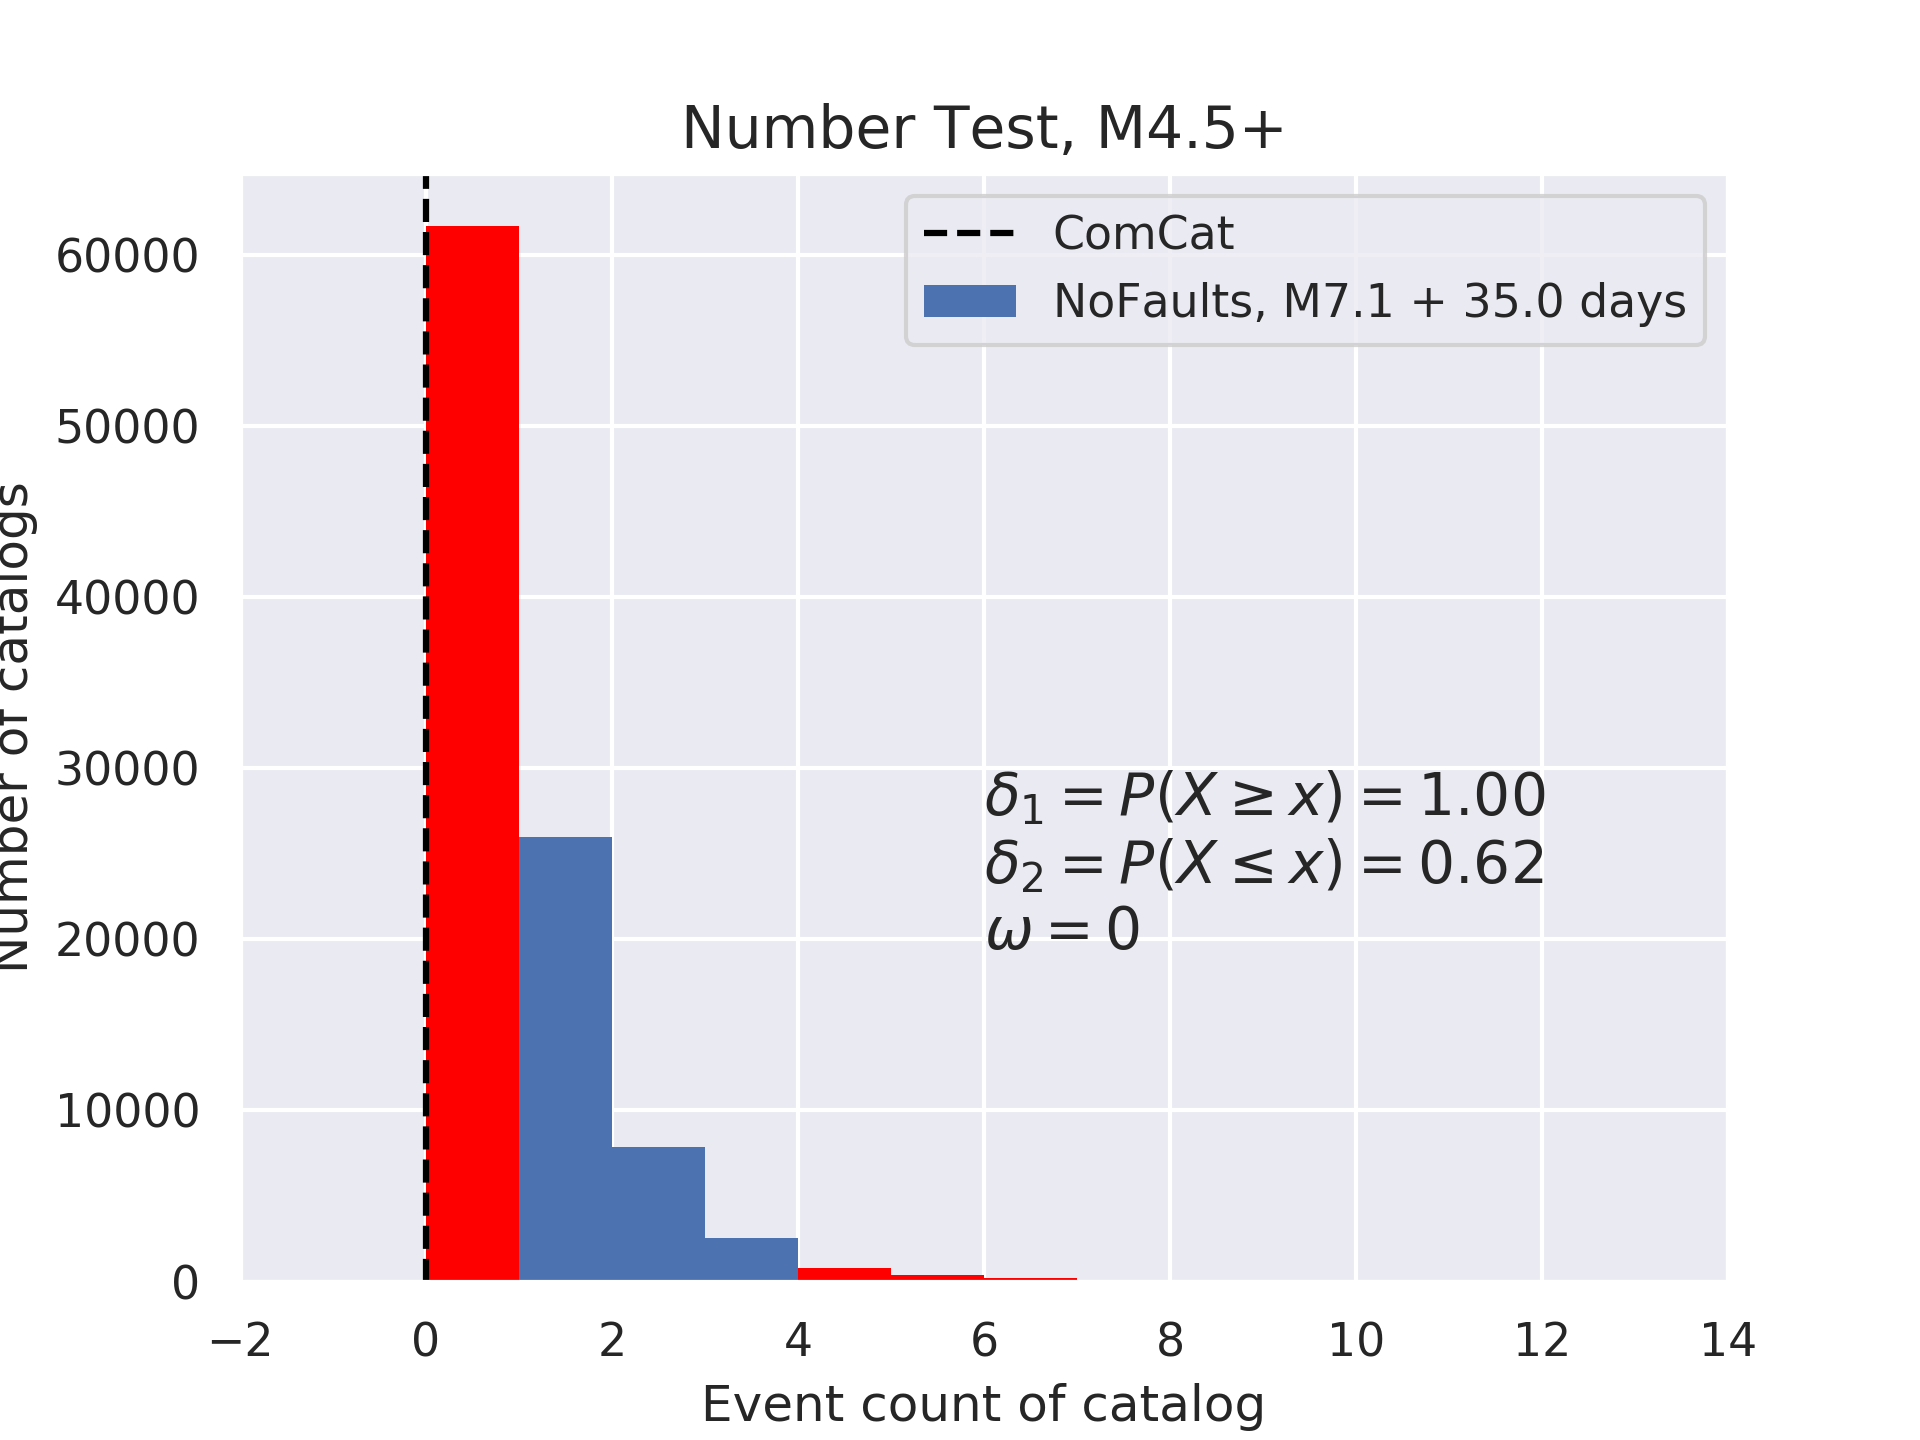 Number Test, M4.5+
ComCat
NoFaults, M7.1 + 35.0 days
60000
50000
40000
30000
20000
10000
0
Number of catalogs
δ₁ = P(X ≥ x) = 1.00
δ₂ = P(X ≤ x) = 0.62
ω = 0
−2 0 2 4 6 8 10 12 14
Event count of catalog